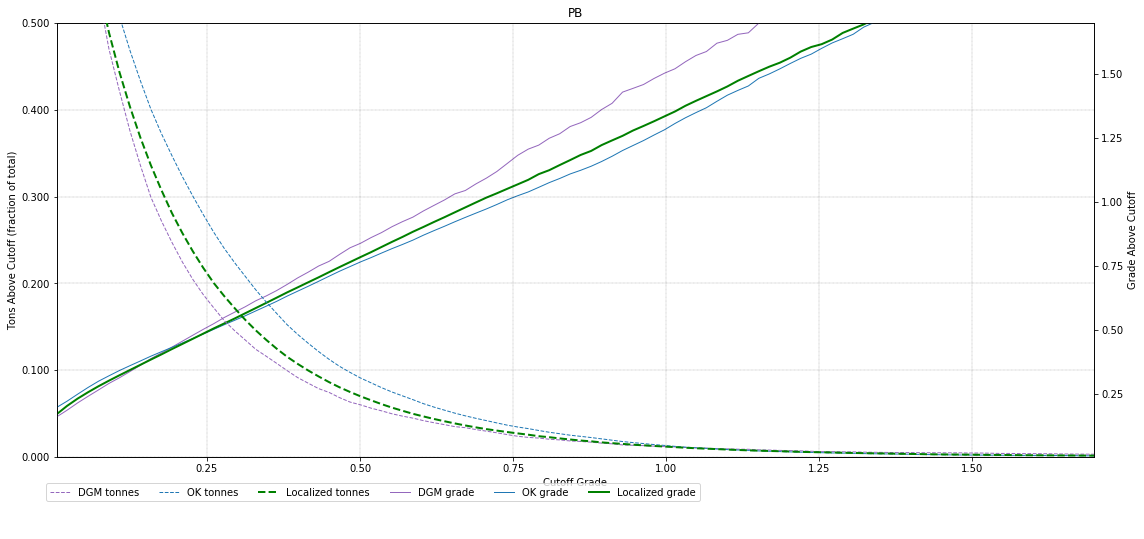 PB
0.500
0.400
0.300
0.200
0.100
0.000
Tons Above Cutoff (fraction of total)
1.50
1.25
1.00
0.75
0.50
0.25
Grade Above Cutoff
0.25 0.50 0.75 1.00 1.25 1.50
Cutoff Grade
DGM tonnes OK tonnes Localized tonnes DGM grade OK grade Localized grade